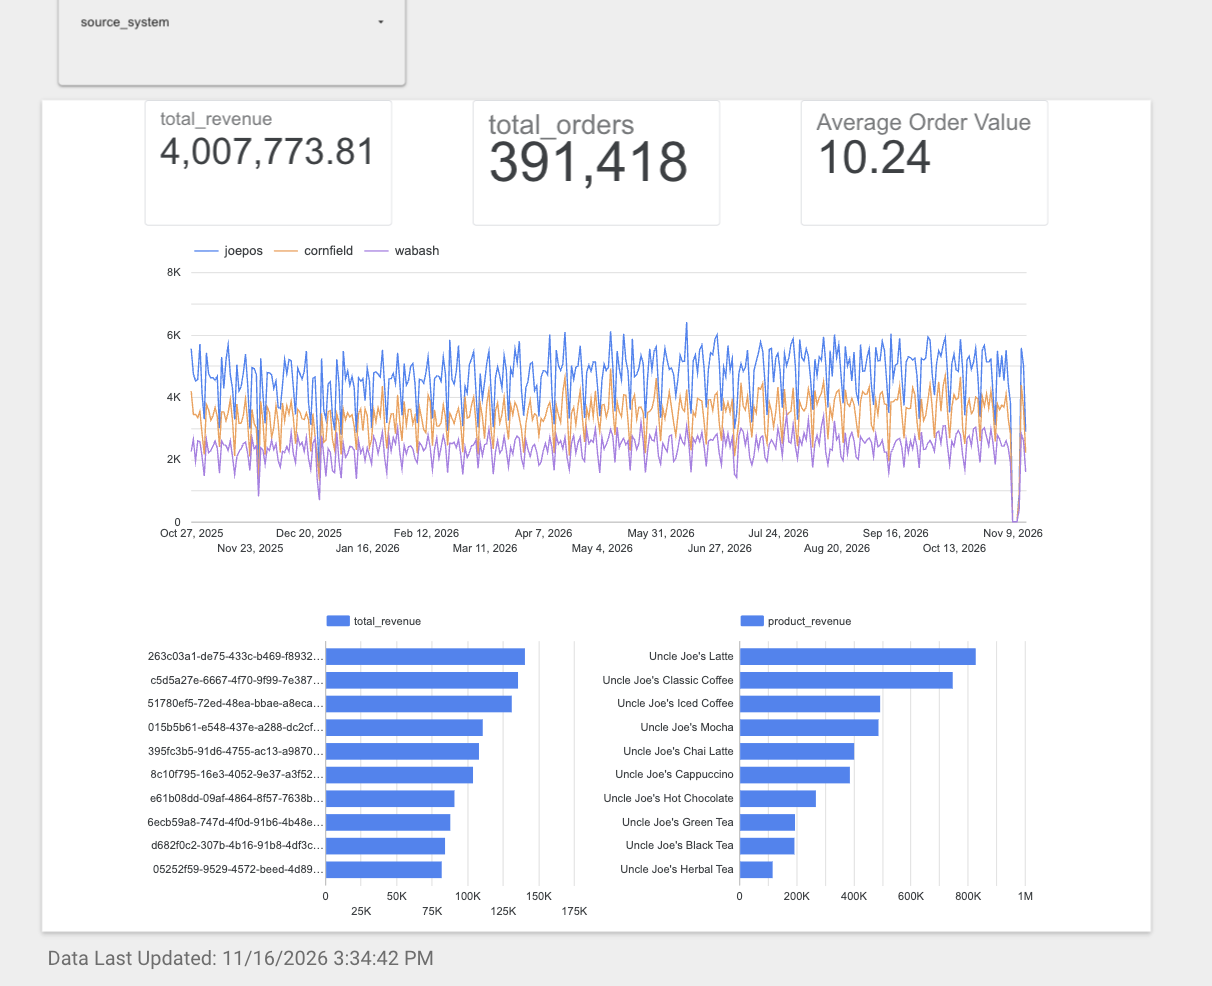 source_system
total_revenue
4,007,773.81
total_orders
391,418
Average Order Value
10.24
joepos cornfield wabash
8K
6K
4K
2K
0
Oct 27, 2025 Dec 20, 2025 Feb 12, 2026 Apr 7, 2026 May 31, 2026 Jul 24, 2026 Sep 16, 2026 Nov 9, 2026
Nov 23, 2025 Jan 16, 2026 Mar 11, 2026 May 4, 2026 Jun 27, 2026 Aug 20, 2026 Oct 13, 2026
total_revenue
263c03a1-de75-433c-b469-f8932...
c5d5a27e-6667-4f70-9f99-7e387...
51780ef5-72ed-48ea-bbae-a8eca...
015b5b61-e548-437e-a288-dc2cf...
395fc3b5-91d6-4755-ac13-a9870...
8c10f795-16e3-4052-9e37-a3f52...
e61b08dd-09af-4864-8f57-7638b...
6ecb59a8-747d-4f0d-91b6-4b48e...
d682f0c2-307b-4b16-91b8-4df3c...
05252f59-9529-4572-beed-4d89...
0 50K 100K 150K
25K 75K 125K 175K
product_revenue
Uncle Joe's Latte
Uncle Joe's Classic Coffee
Uncle Joe's Iced Coffee
Uncle Joe's Mocha
Uncle Joe's Chai Latte
Uncle Joe's Cappuccino
Uncle Joe's Hot Chocolate
Uncle Joe's Green Tea
Uncle Joe's Black Tea
Uncle Joe's Herbal Tea
0 200K 400K 600K 800K 1M
Data Last Updated: 11/16/2026 3:34:42 PM